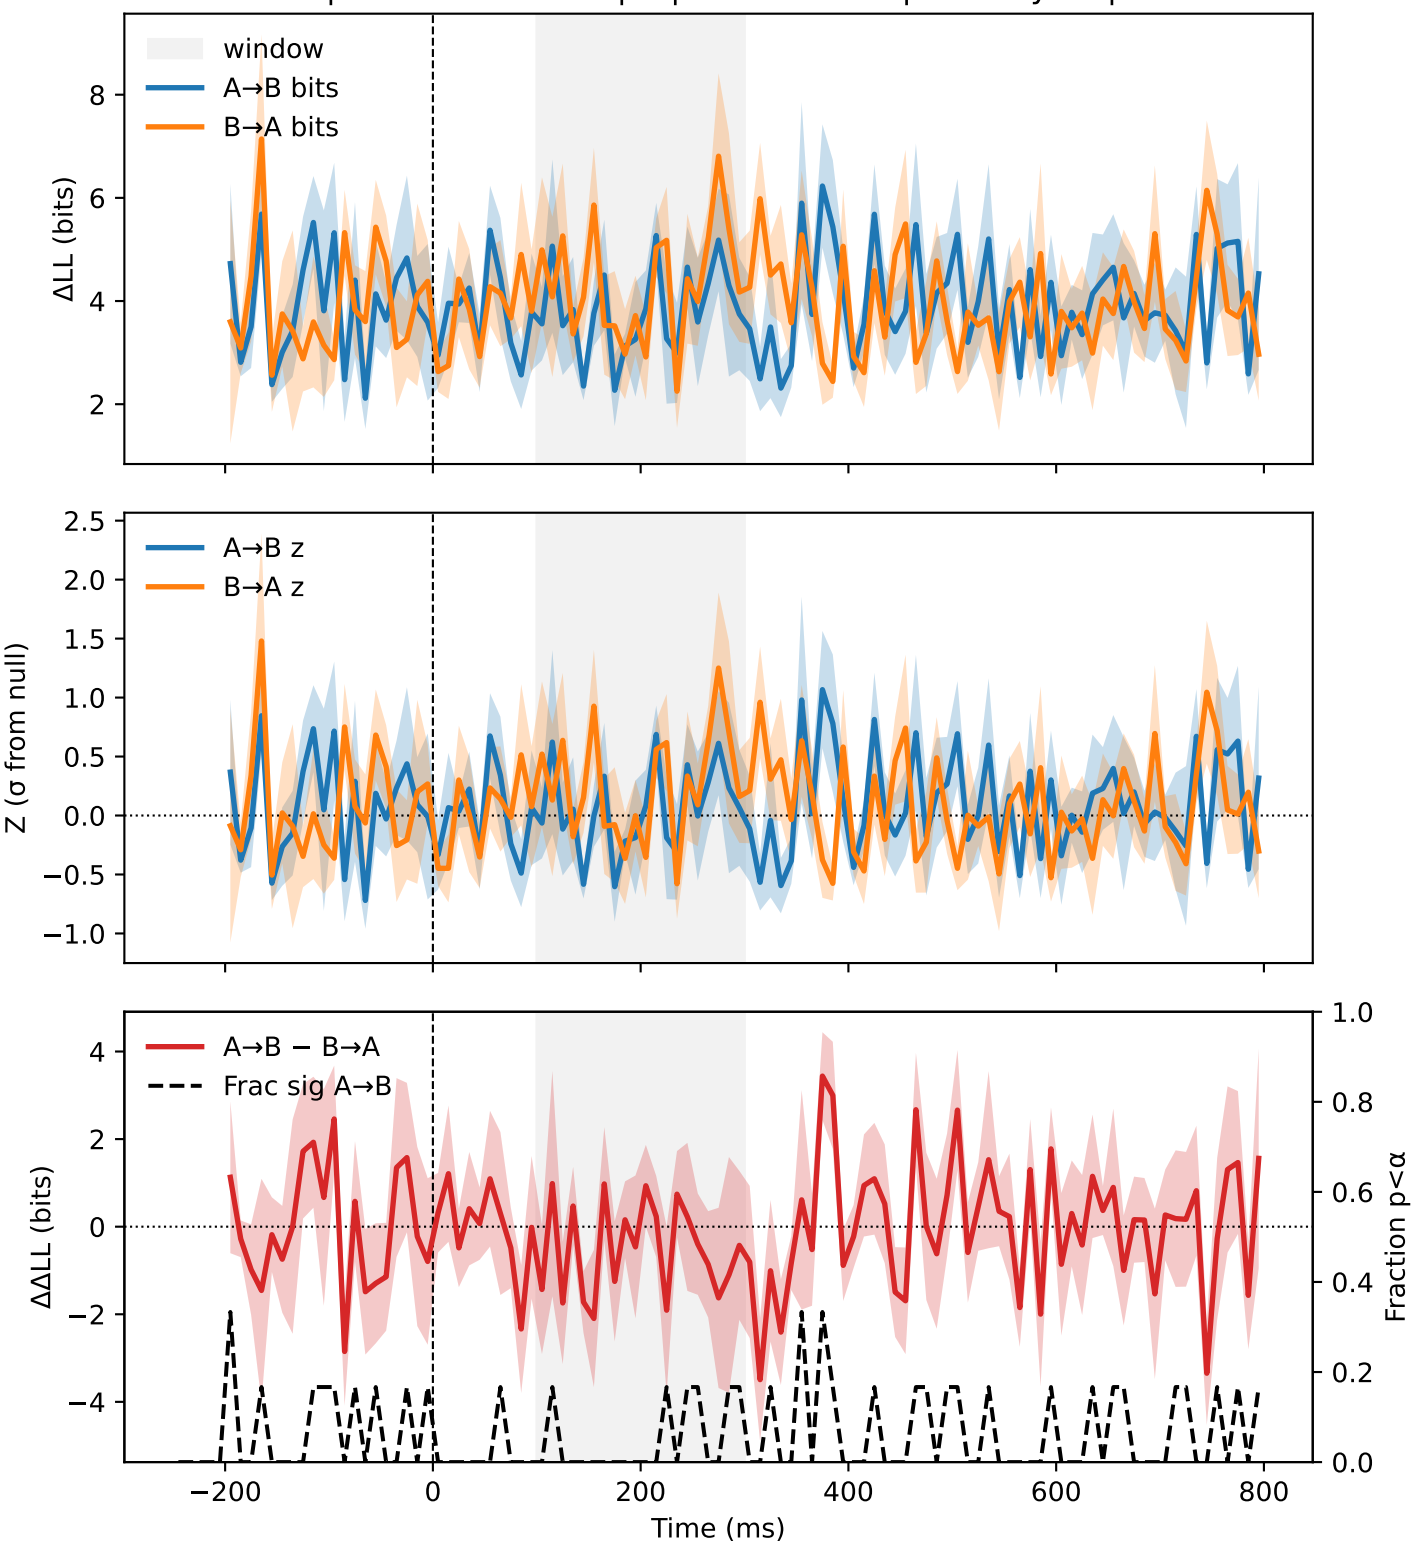 window
A→B bits
B→A bits
8
6
4
2
ΔLL (bits)
A→B z
B→A z
2.5
2.0
1.5
1.0
0.5
0.0
−0.5
−1.0
Z (σ from null)
A→B − B→A
Frac sig A→B
4
2
0
−2
−4
ΔΔLL (bits)
1.0
0.8
0.6
0.4
0.2
0.0
Fraction p<α
−200
0
200
400
600
800
Time (ms)